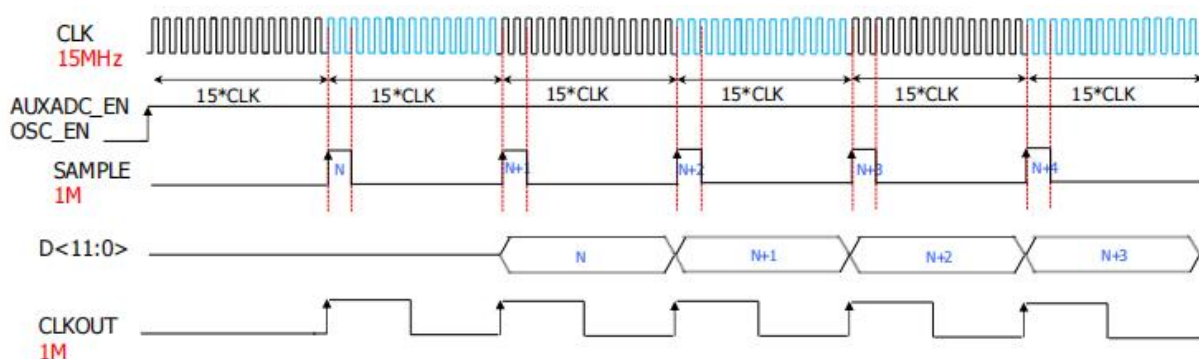 CLK
15MHz
15*CLK 15*CLK 15*CLK 15*CLK 15*CLK 15*CLK
AUXADC_EN
OSC_EN
SAMPLE N N+1 N+2 N+3 N+4
1M
D<11:0> N N+1 N+2 N+3
CLKOUT
1M